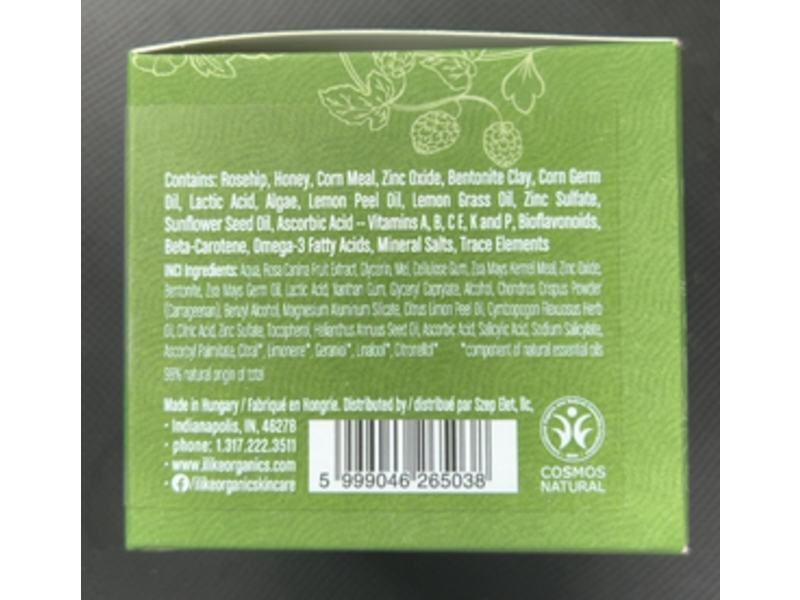 Contains: Rosehip, Honey, Corn Meal, Zinc Oxide, Bentonite Clay, Corn Germ
Oil, Lactic Acid, Algae, Lemon Peel Oil, Lemon Grass Oil, Zinc Sulfate,
Sunflower Seed Oil, Ascorbic Acid -- Vitamins A, B, C E, K and P, Bioflavonoids,
Beta-Carotene, Omega-3 Fatty Acids, Mineral Salts, Trace Elements
INCI Ingredients: Aqua, Rosa Canina Fruit Extract, Glycerin, Mel, Cellulose Gum, Zea Mays Kernel Meal, Zinc Oxide,
Bentonite, Zea Mays Germ Oil, Lactic Acid, Xanthan Gum, Glyceryl Caprylate, Alcohol, Chondrus Crispus Powder
(Carrageenan), Benzyl Alcohol, Magnesium Aluminum Silicate, Citrus Limon Peel Oil, Cymbopogon Flexuosus Herb
Oil, Citric Acid, Zinc Sulfate, Tocopherol, Helianthus Annuus Seed Oil, Ascorbic Acid, Salicylic Acid, Sodium Salicylate,
Ascorbyl Palmitate, Citral*, Limonene*, Geraniol*, Linalool*, Citronellol* *component of natural essential oils
98% natural origin of total
Made in Hungary / Fabriqué en Hongrie. Distributed by / distribué par Szep Elet, llc,
• Indianapolis, IN, 46278
• phone: 1.317.222.3511
• www.ilikeorganics.com
• /ilikeorganicskincare
5 999046 265038
COSMOS
NATURAL